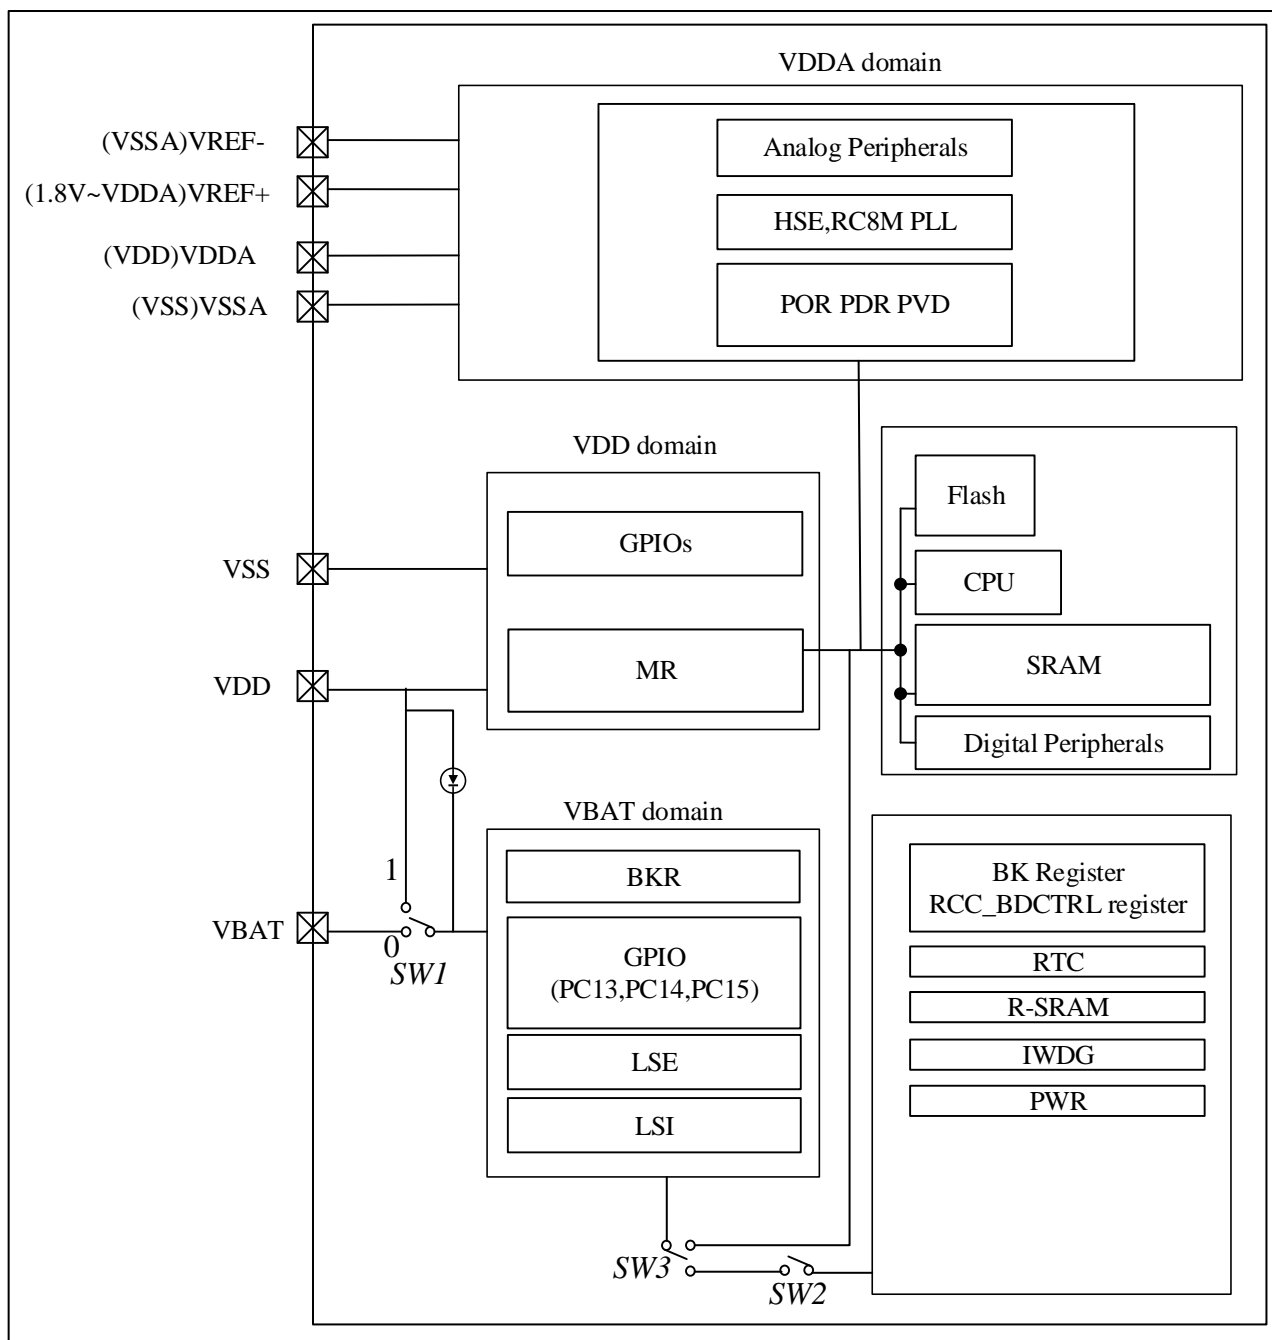 VDDA domain
(VSSA)VREF-
(1.8V~VDDA)VREF+
(VDD)VDDA
(VSS)VSSA
Analog Peripherals
HSE,RC8M PLL
POR PDR PVD
VDD domain
VSS
VDD
GPIOs
MR
Flash
CPU
SRAM
Digital Peripherals
VBAT domain
1
VBAT
0
SW1
BKR
GPIO
(PC13,PC14,PC15)
LSE
LSI
BK Register
RCC_BDCTRL register
RTC
R-SRAM
IWDG
PWR
SW3
SW2